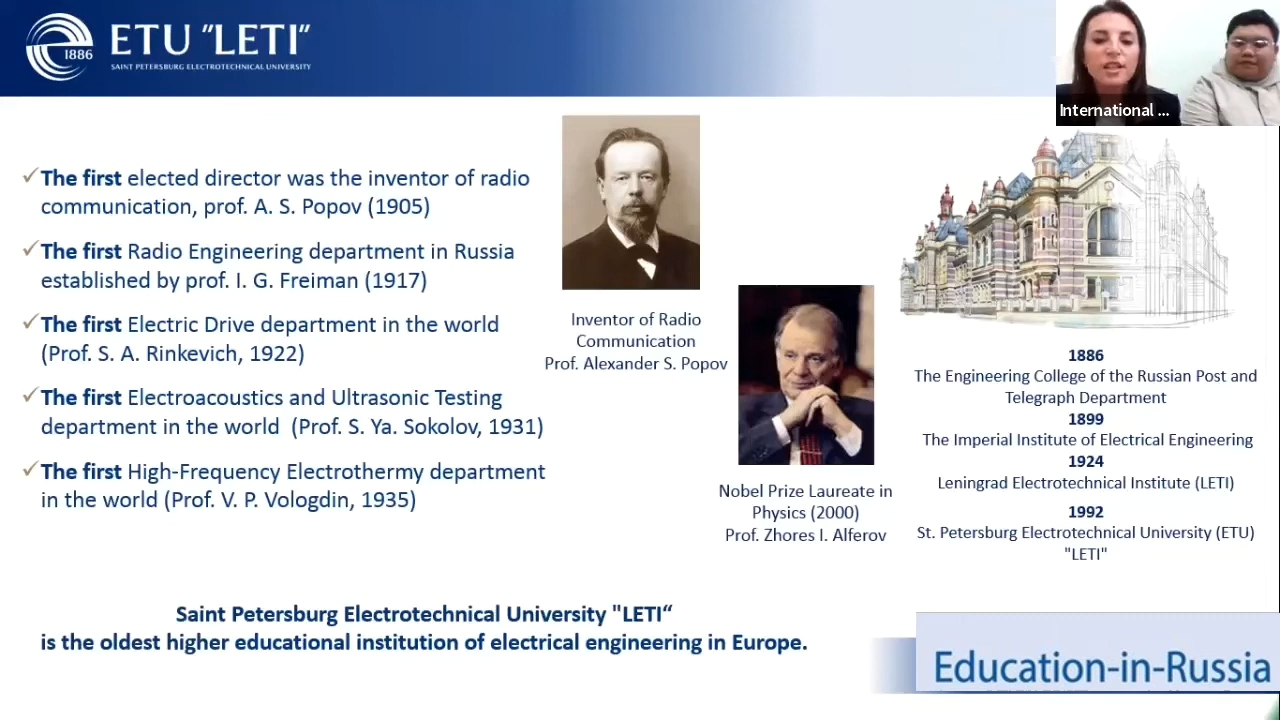 ETU "LETI"
1886
SAINT PETERSBURG ELECTROTECHNICAL UNIVERSITY
International ...
The first elected director was the inventor of radio
communication, prof. A. S. Popov (1905)
The first Radio Engineering department in Russia
established by prof. I. G. Freiman (1917)
The first Electric Drive department in the world
(Prof. S. A. Rinkevich, 1922)
The first Electroacoustics and Ultrasonic Testing
department in the world (Prof. S. Ya. Sokolov, 1931)
The first High-Frequency Electrothermy department
in the world (Prof. V. P. Vologdin, 1935)
Inventor of Radio
Communication
Prof. Alexander S. Popov
Nobel Prize Laureate in
Physics (2000)
Prof. Zhores I. Alferov
1886
The Engineering College of the Russian Post and
Telegraph Department
1899
The Imperial Institute of Electrical Engineering
1924
Leningrad Electrotechnical Institute (LETI)
1992
St. Petersburg Electrotechnical University (ETU)
"LETI"
Saint Petersburg Electrotechnical University "LETI“
is the oldest higher educational institution of electrical engineering in Europe.
Education-in-Russia